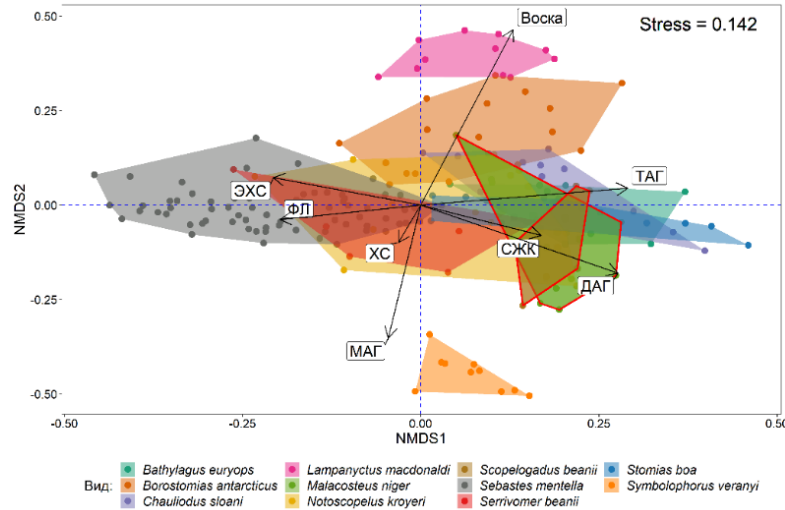 Stress = 0.142
0.50
0.25
0.00
-0.25
-0.50
NMDS2
Воска
ТАГ
ЭХС
ФЛ
ХС
СЖК
ДАГ
МАГ
-0.50
-0.25
0.00
0.25
0.50
NMDS1
Вид:
Bathylagus euryops
Lampanyctus macdonaldi
Scopelogadus beanii
Stomias boa
Borostomias antarcticus
Malacosteus niger
Sebastes mentella
Symbolophorus veranyi
Chauliodus sloani
Notoscopelus kroyeri
Serrivomer beanii